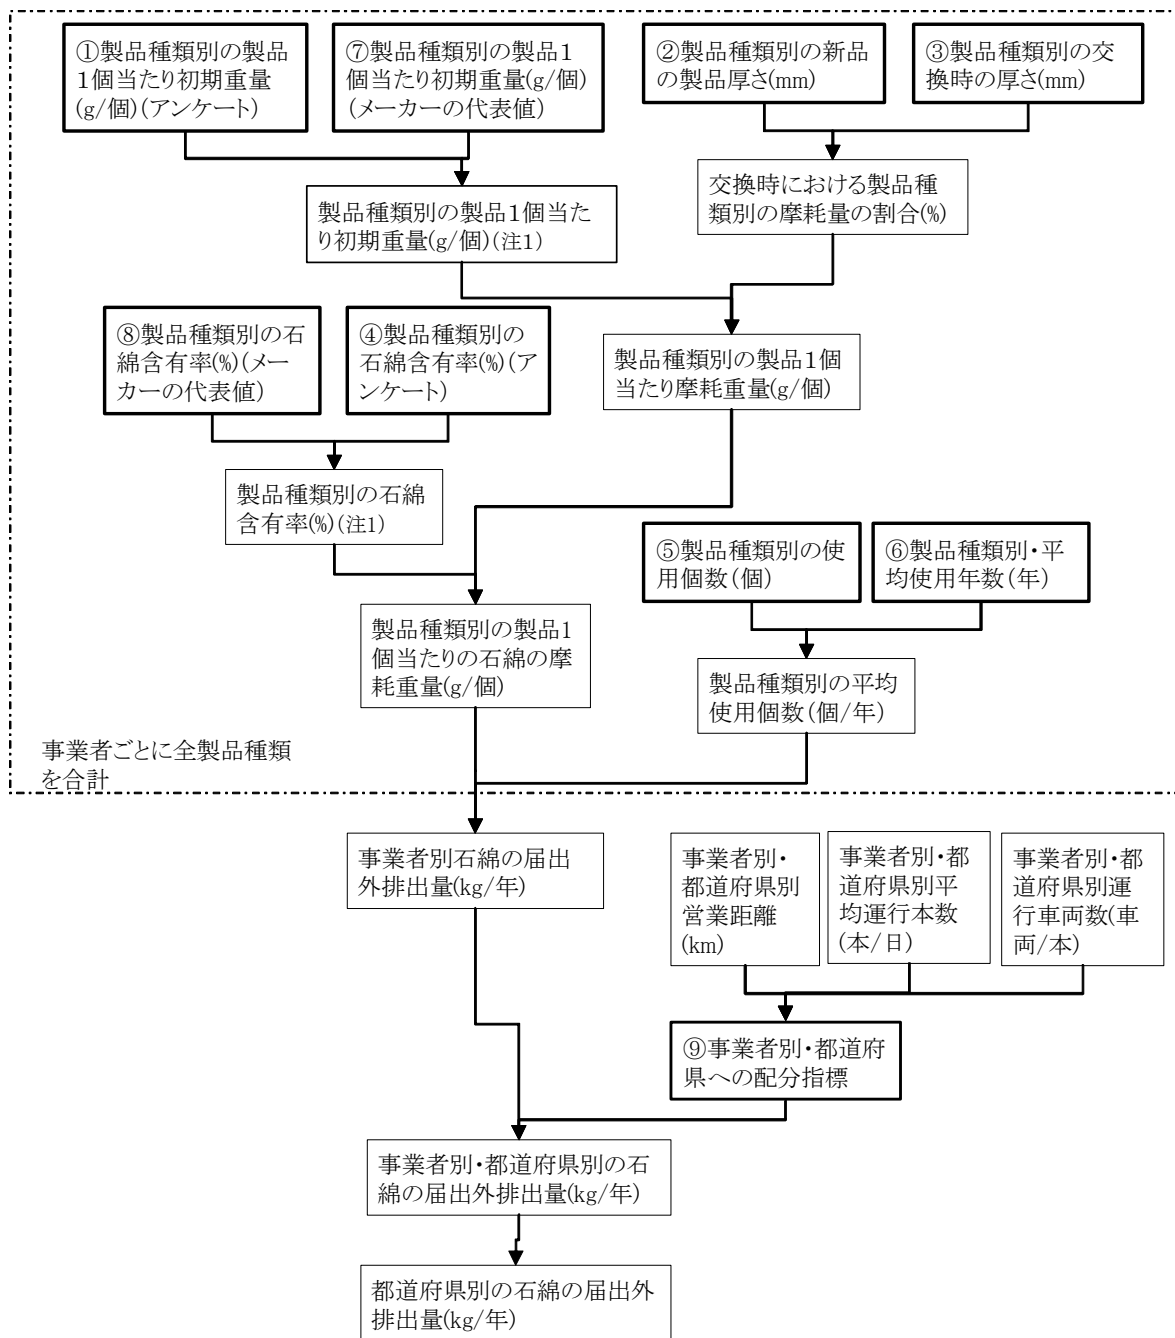 ①製品種類別の製品
1個当たり初期重量
(g/個)(アンケート)
⑦製品種類別の製品1
個当たり初期重量(g/個)
(メーカーの代表値)
②製品種類別の新品
の製品厚さ(mm)
③製品種類別の交
換時の厚さ(mm)
製品種類別の製品1個当た
り初期重量(g/個)(注1)
交換時における製品種
類別の摩耗量の割合(%)
⑧製品種類別の石
綿含有率(%)(メー
カーの代表値)
④製品種類別の
石綿含有率(%)(ア
ンケート)
製品種類別の製品1個
当たり摩耗重量(g/個)
製品種類別の石綿
含有率(%)(注1)
⑤製品種類別の使
用個数(個)
⑥製品種類別・平
均使用年数(年)
製品種類別の製品1
個当たりの石綿の摩
耗重量(g/個)
製品種類別の平均
使用個数(個/年)
事業者ごとに全製品種類
を合計
事業者別石綿の届出
外排出量(kg/年)
事業者別・
都道府県別
営業距離
(km)
事業者別・都
道府県別平
均運行本数
(本/日)
事業者別・都
道府県別運
行車両数(車
両/本)
⑨事業者別・都道府
県への配分指標
事業者別・都道府県別の石
綿の届出外排出量(kg/年)
都道府県別の石綿の届出外
排出量(kg/年)